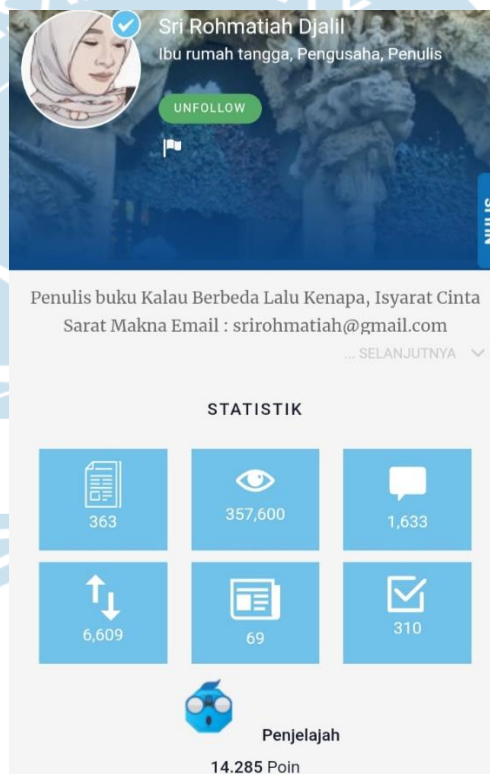 Sri Rohmatiah Djalil
Ibu rumah tangga, Pengusaha, Penulis
UNFOLLOW
NULIS
Penulis buku Kalau Berbeda Lalu Kenapa, Isyarat Cinta
Sarat Makna Email : srirohmatiah@gmail.com
... SELANJUTNYA
STATISTIK
363
357,600
1,633
6,609
69
310
Penjelajah
14.285 Poin